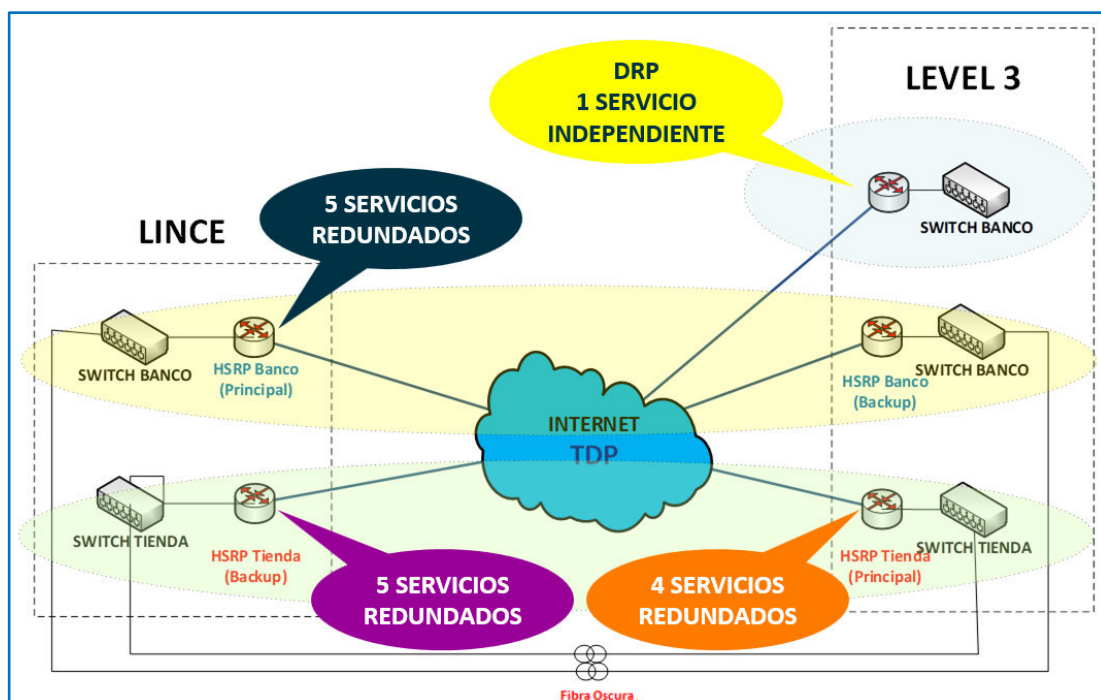 DRP
1 SERVICIO
INDEPENDIENTE
LEVEL 3
5 SERVICIOS
REDUNDADOS
LINCE
SWITCH BANCO
SWITCH BANCO
HSRP Banco
(Principal)
HSRP Banco
(Backup)
SWITCH BANCO
INTERNET
TDP
SWITCH TIENDA
HSRP Tienda
(Backup)
HSRP Tienda
(Principal)
SWITCH TIENDA
5 SERVICIOS
REDUNDADOS
4 SERVICIOS
REDUNDADOS
Fibra Oscura